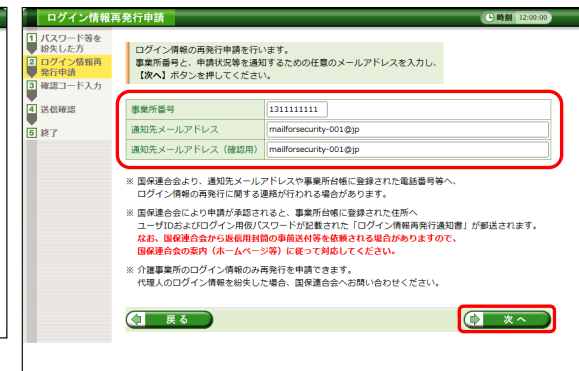 ログイン情報再発行申請
時刻 12:00:00
1 パスワード等を
紛失した方
2 ログイン情報再
発行申請
3 確認コード入力
4 送信確認
5 終了
ログイン情報の再発行申請を行います。
事業所番号と、申請状況等を通知するための任意のメールアドレスを入力し、
【次へ】ボタンを押してください。
事業所番号 1311111111
通知先メールアドレス mailforsecurity-001@jp
通知先メールアドレス（確認用） mailforsecurity-001@jp
※ 国保連合会より、通知先メールアドレスや事業所台帳に登録された電話番号等へ、
ログイン情報の再発行に関する連絡が行われる場合があります。
※ 国保連合会により申請が承認されると、事業所台帳に登録された住所へ
ユーザIDおよびログイン用仮パスワードが記載された「ログイン情報再発行通知書」が郵送されます。
なお、国保連合会から返信用封筒の事前送付等を依頼される場合がありますので、
国保連合会の案内（ホームページ等）に従って対応してください。
※ 介護事業所のログイン情報のみ再発行を申請できます。
代理人のログイン情報を紛失した場合、国保連合会へお問い合わせください。
戻る
次へ